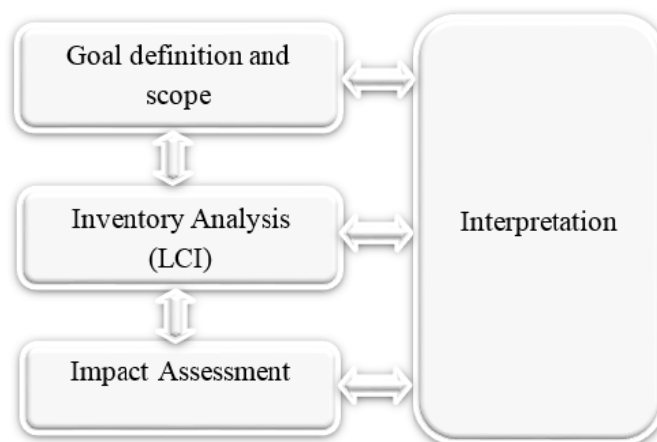 Goal definition and
scope
Inventory Analysis
(LCI)
Interpretation
Impact Assessment